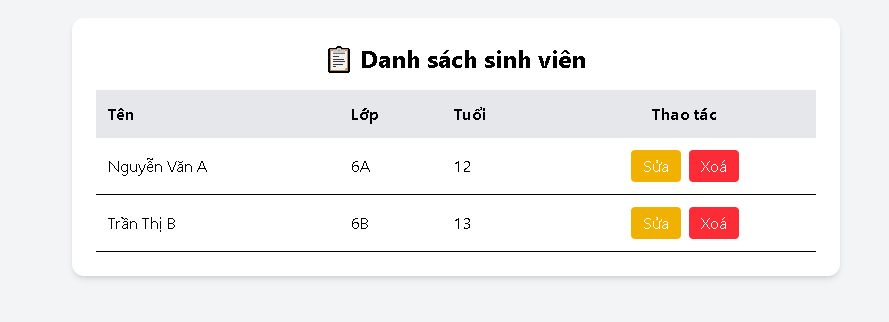 📋 Danh sách sinh viên
Tên Lớp Tuổi Thao tác
Nguyễn Văn A 6A 12 Sửa Xoá
Trần Thị B 6B 13 Sửa Xoá